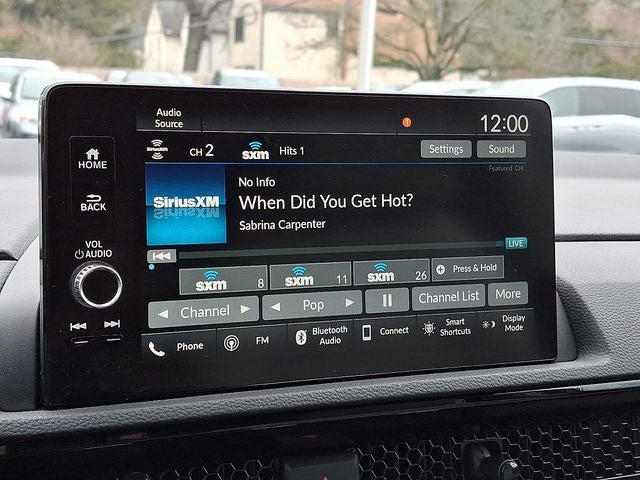 Audio
Source
12:00
SiriusXM
CH 2
sxm
Hits 1
Settings
Sound
Featured CH
HOME
BACK
VOL
AUDIO
SiriusXM
No Info
When Did You Get Hot?
Sabrina Carpenter
LIVE
sxm 8
sxm 11
sxm 26
Press & Hold
Channel
Pop
Channel List
More
Phone
FM
Bluetooth
Audio
Connect
Smart
Shortcuts
Display
Mode